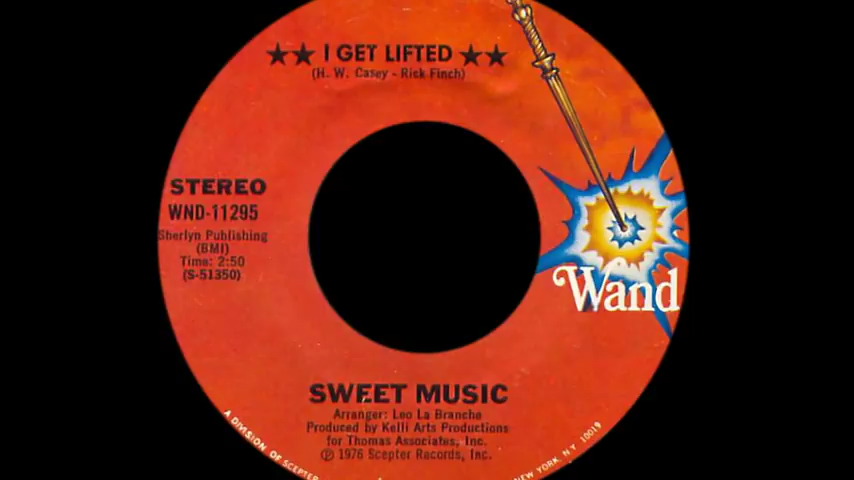 ★★ I GET LIFTED ★★
(H. W. Casey - Rick Finch)
STEREO
WND-11295
Sherlyn Publishing
(BMI)
Time: 2:50
(S-51350)
Wand
SWEET MUSIC
Arranger: Leo La Branche
Produced by Kelli Arts Productions
for Thomas Associates, Inc.
℗ 1976 Scepter Records, Inc.
A DIVISION OF SCEPTER
NEW YORK, N.Y. 10019